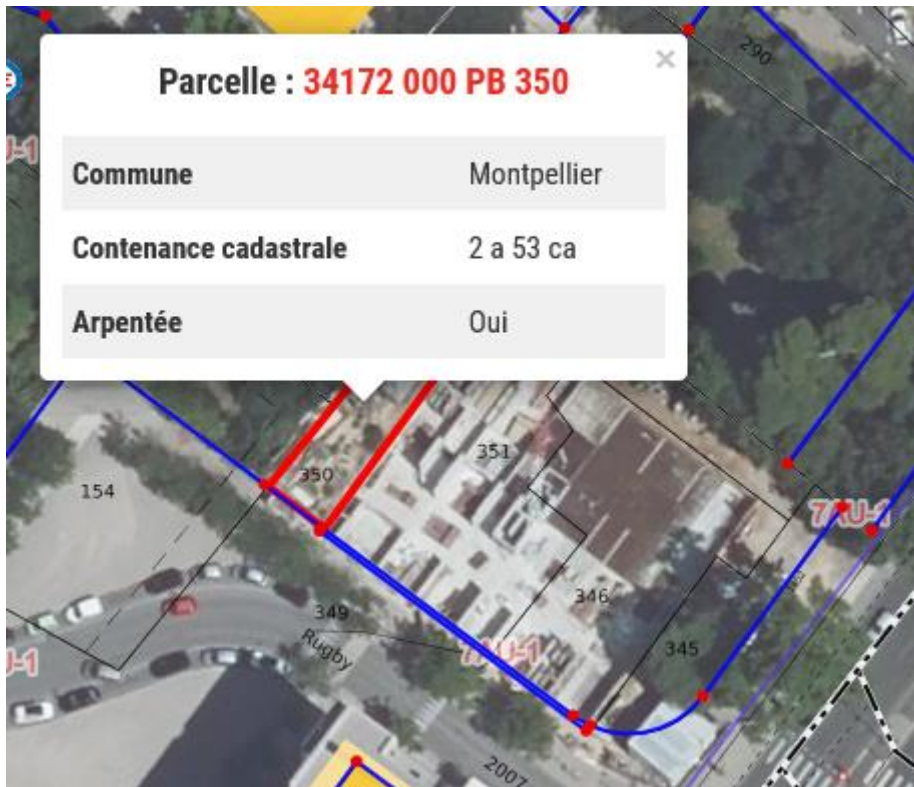 290
×
Parcelle : 34172 000 PB 350
Commune Montpellier
Contenance cadastrale 2 a 53 ca
Arpentée Oui
351
350
154
7AU-1
346
349
Rugby
7AU-1
345
2007